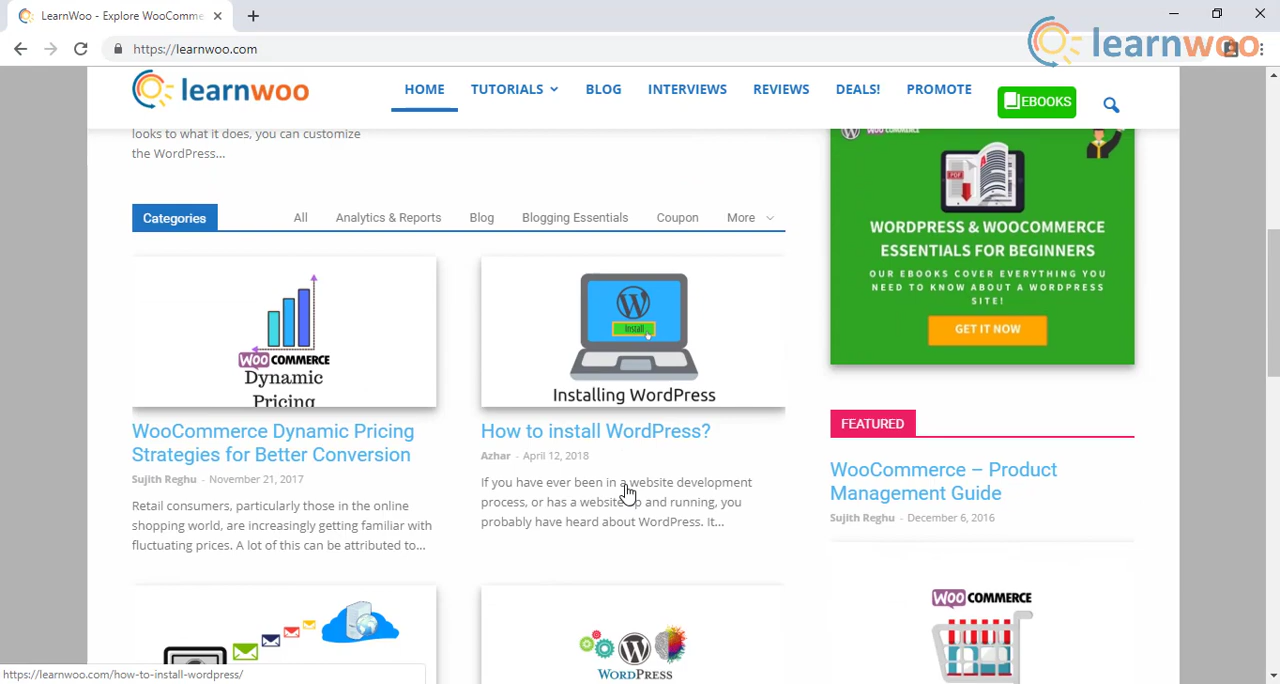 LearnWoo - Explore WooComme
https://learnwoo.com
learnwoo
learnwoo
HOME
TUTORIALS
BLOG
INTERVIEWS
REVIEWS
DEALS!
PROMOTE
EBOOKS
looks to what it does, you can customize
the WordPress...
Categories
All
Analytics & Reports
Blog
Blogging Essentials
Coupon
More
WOO COMMERCE
Dynamic
Pricing
WooCommerce Dynamic Pricing
Strategies for Better Conversion
Sujith Reghu - November 21, 2017
Retail consumers, particularly those in the online
shopping world, are increasingly getting familiar with
fluctuating prices. A lot of this can be attributed to...
Install
Installing WordPress
How to install WordPress?
Azhar - April 12, 2018
If you have ever been in a website development
process, or has a website up and running, you
probably have heard about WordPress. It...
WORDPRESS
WOO COMMERCE
PDF
WORDPRESS & WOOCOMMERCE
ESSENTIALS FOR BEGINNERS
OUR EBOOKS COVER EVERYTHING YOU
NEED TO KNOW ABOUT A WORDPRESS
SITE!
GET IT NOW
FEATURED
WooCommerce – Product
Management Guide
Sujith Reghu - December 6, 2016
WOO COMMERCE
https://learnwoo.com/how-to-install-wordpress/